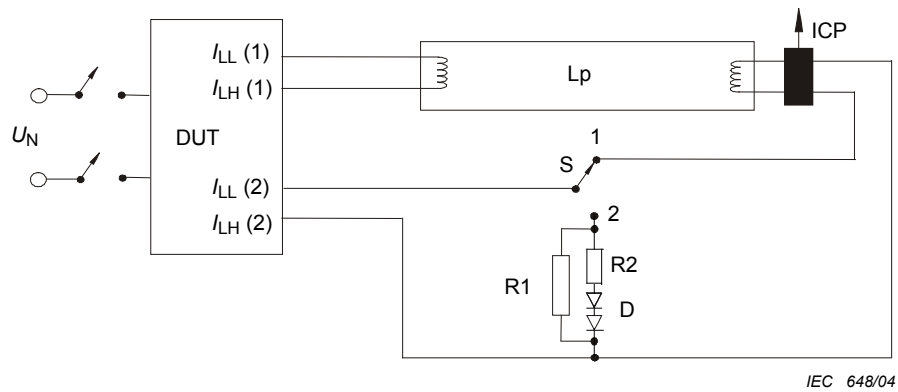 ICP
I_LL (1)
Lp
I_LH (1)
U_N
DUT
1
S
I_LL (2)
2
I_LH (2)
R2
R1
D
IEC 648/04